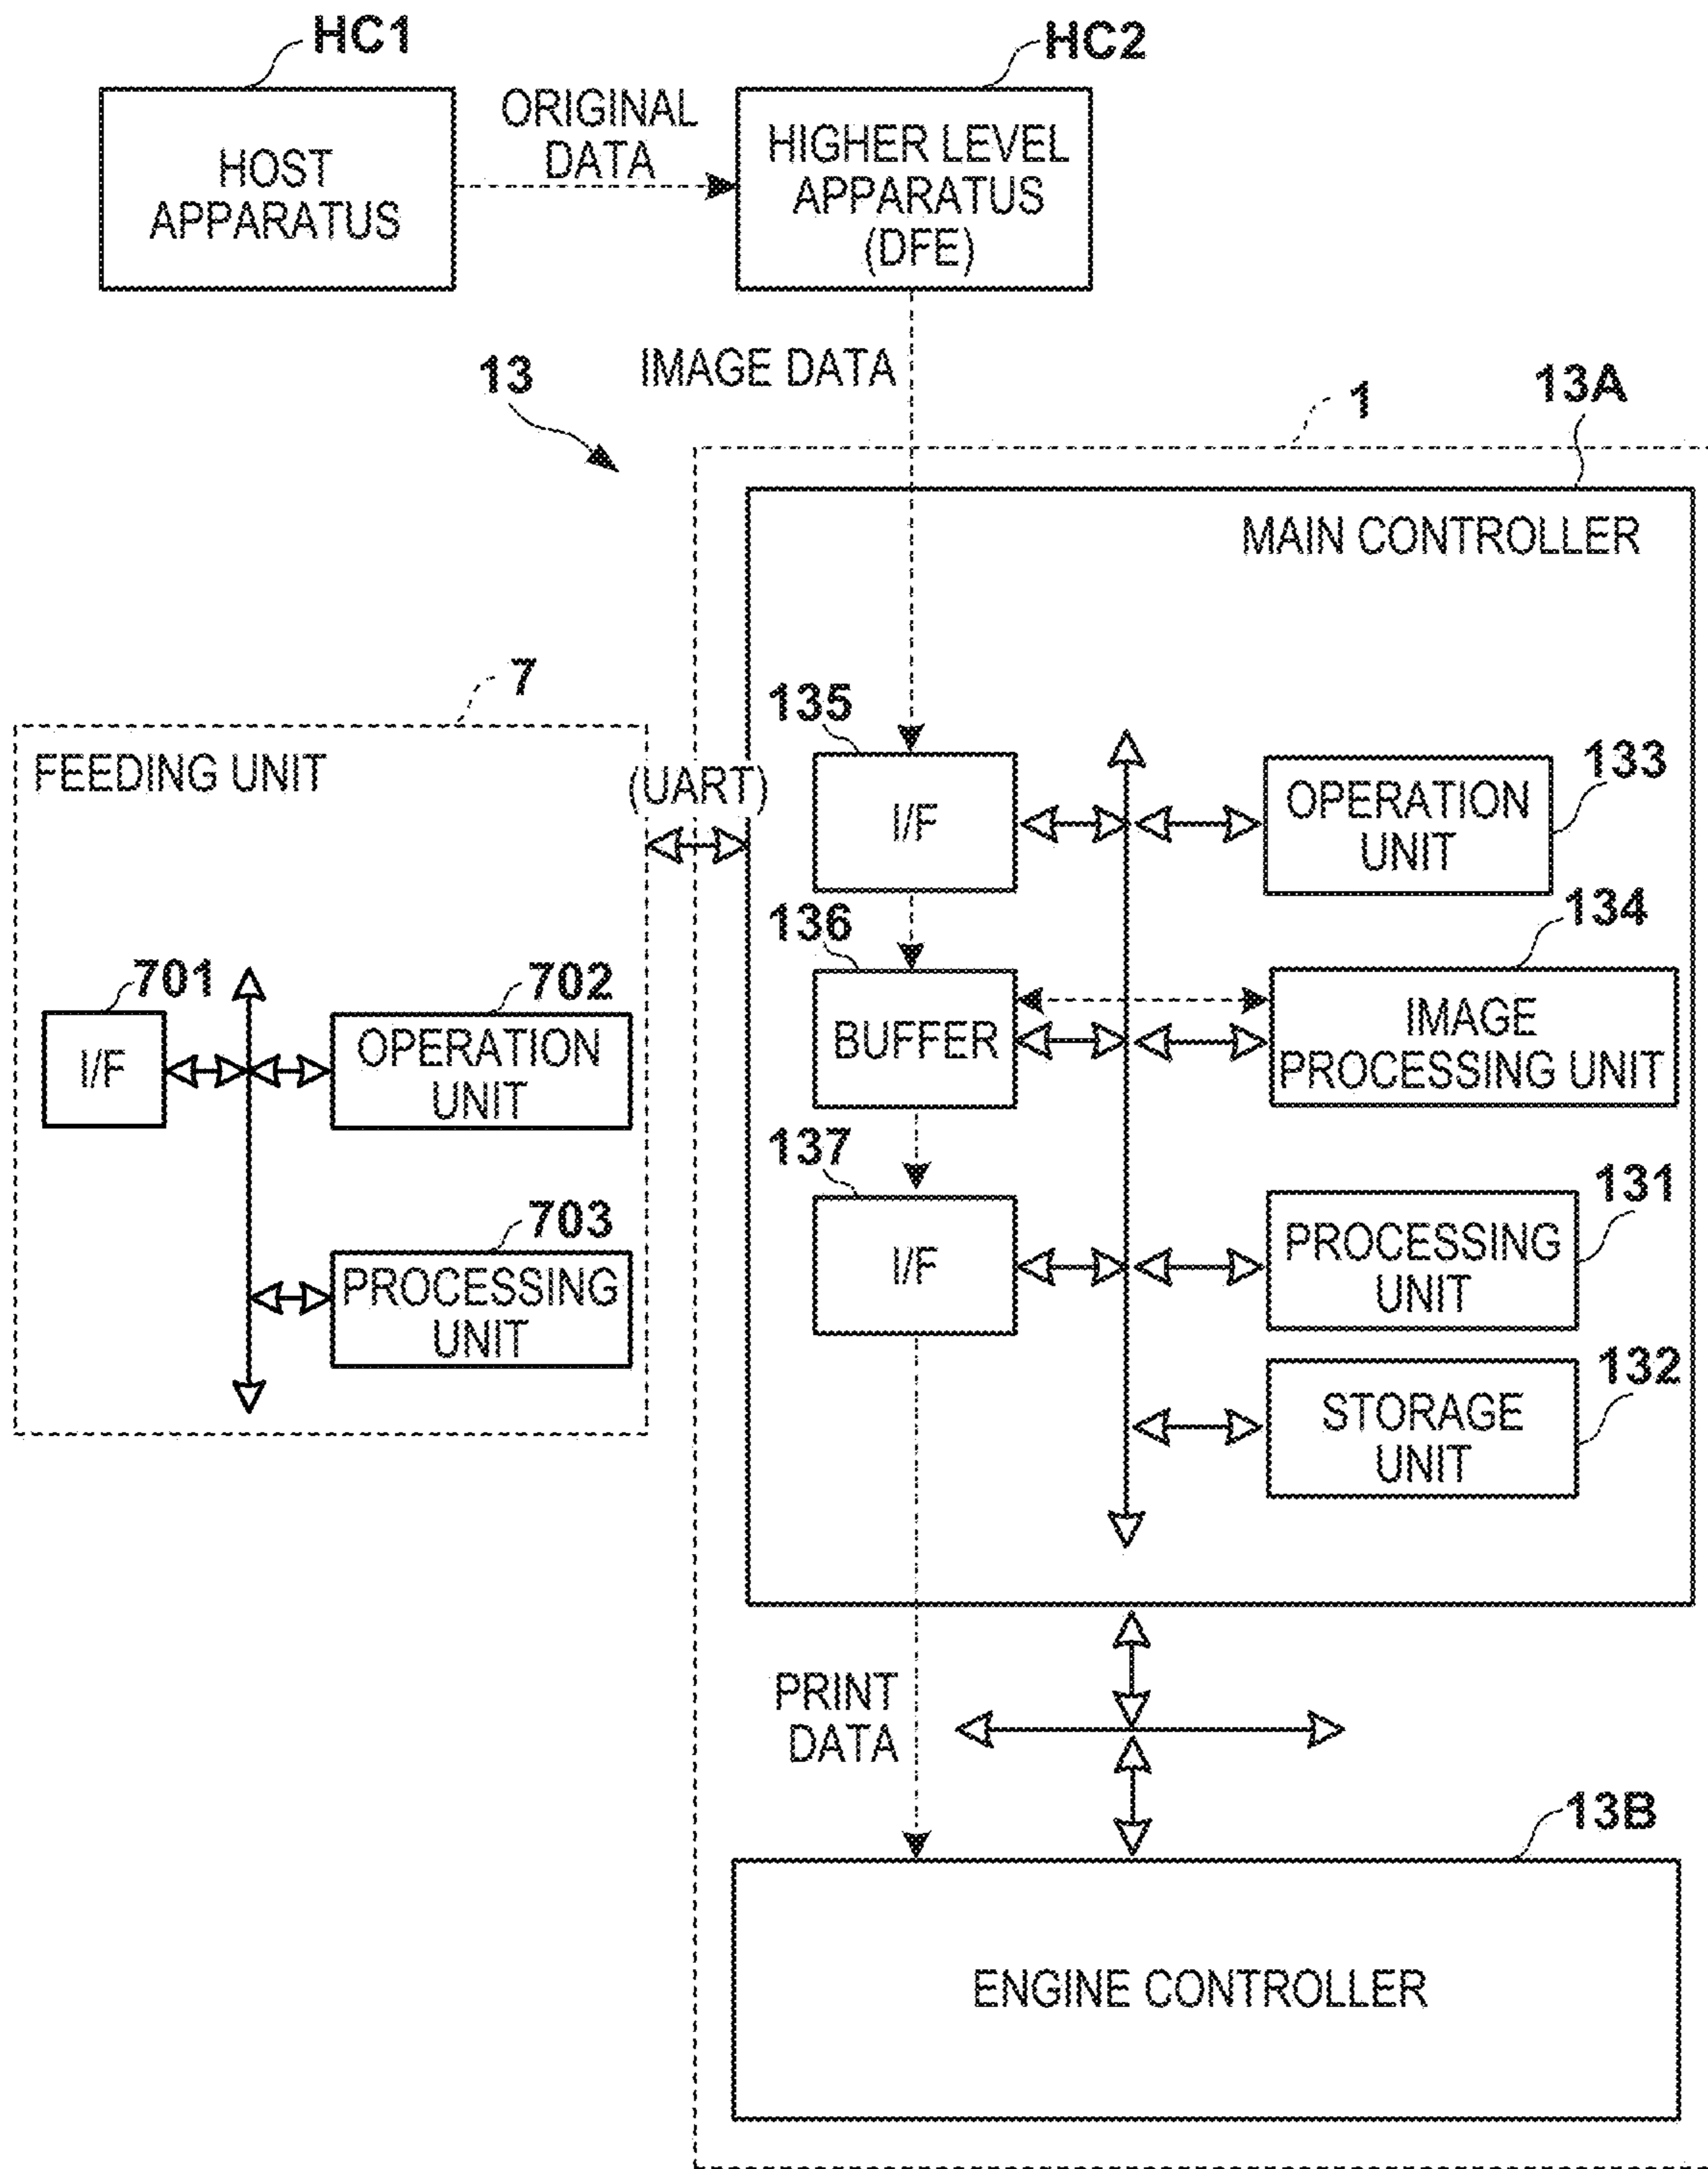 HC1
HC2
HOST
APPARATUS
ORIGINAL
DATA
HIGHER LEVEL
APPARATUS
(DFE)
13
IMAGE DATA
1
13A
MAIN CONTROLLER
7
FEEDING UNIT
(UART)
135
I/F
133
OPERATION
UNIT
136
BUFFER
134
IMAGE
PROCESSING UNIT
701
I/F
702
OPERATION
UNIT
703
PROCESSING
UNIT
137
I/F
131
PROCESSING
UNIT
132
STORAGE
UNIT
PRINT
DATA
13B
ENGINE CONTROLLER